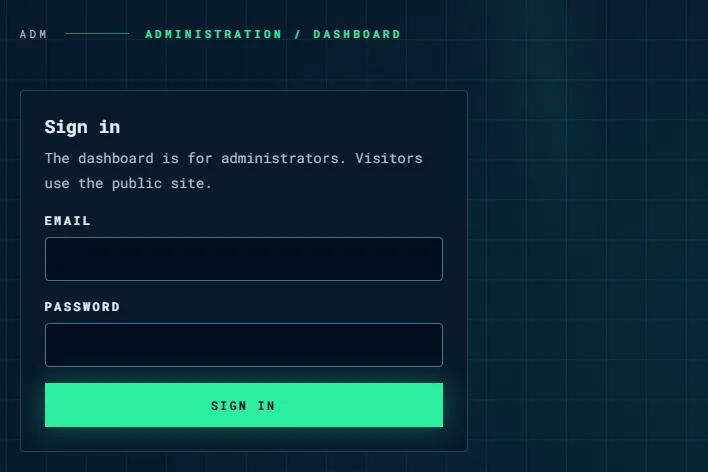 ADM ADMINISTRATION / DASHBOARD
Sign in
The dashboard is for administrators. Visitors
use the public site.
EMAIL
PASSWORD
SIGN IN